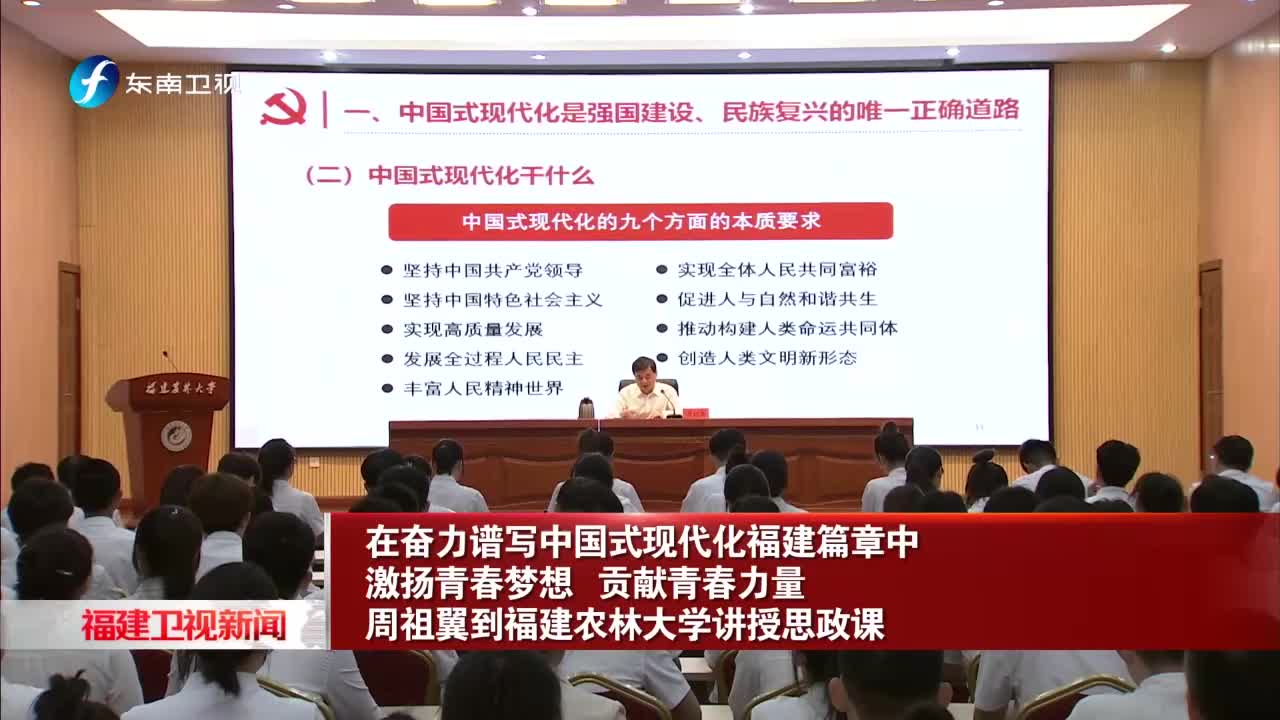 东南卫视
一、中国式现代化是强国建设、民族复兴的唯一正确道路
（二）中国式现代化干什么
中国式现代化的九个方面的本质要求
坚持中国共产党领导
坚持中国特色社会主义
实现高质量发展
发展全过程人民民主
丰富人民精神世界
实现全体人民共同富裕
促进人与自然和谐共生
推动构建人类命运共同体
创造人类文明新形态
福建农林大学
在奋力谱写中国式现代化福建篇章中
激扬青春梦想 贡献青春力量
周祖翼到福建农林大学讲授思政课
福建卫视新闻